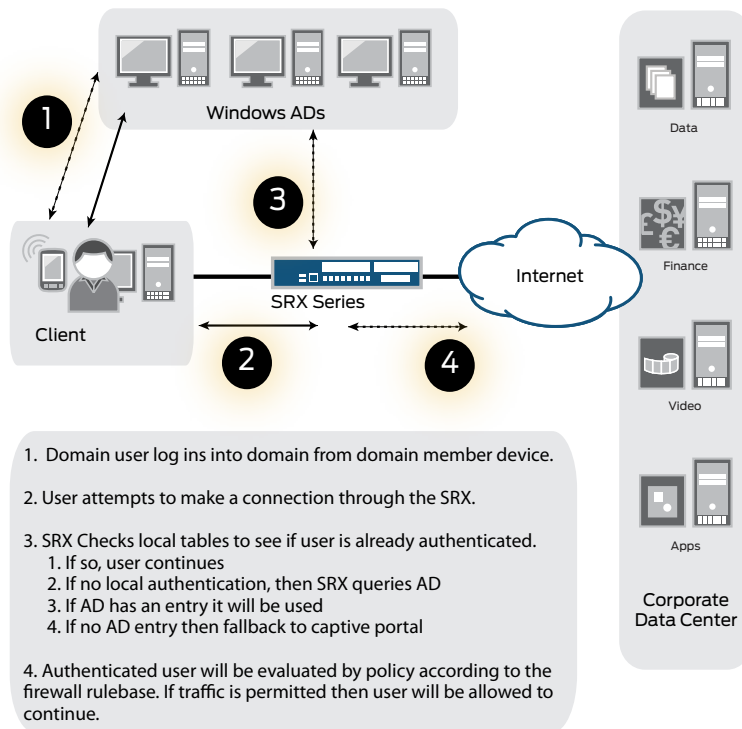 1
Windows ADs
Data
3
$¥
£€
Finance
Internet
SRX Series
Client
2
4
Video
Apps
Corporate
Data Center
1. Domain user log ins into domain from domain member device.
2. User attempts to make a connection through the SRX.
3. SRX Checks local tables to see if user is already authenticated.
1. If so, user continues
2. If no local authentication, then SRX queries AD
3. If AD has an entry it will be used
4. If no AD entry then fallback to captive portal
4. Authenticated user will be evaluated by policy according to the
firewall rulebase. If traffic is permitted then user will be allowed to
continue.